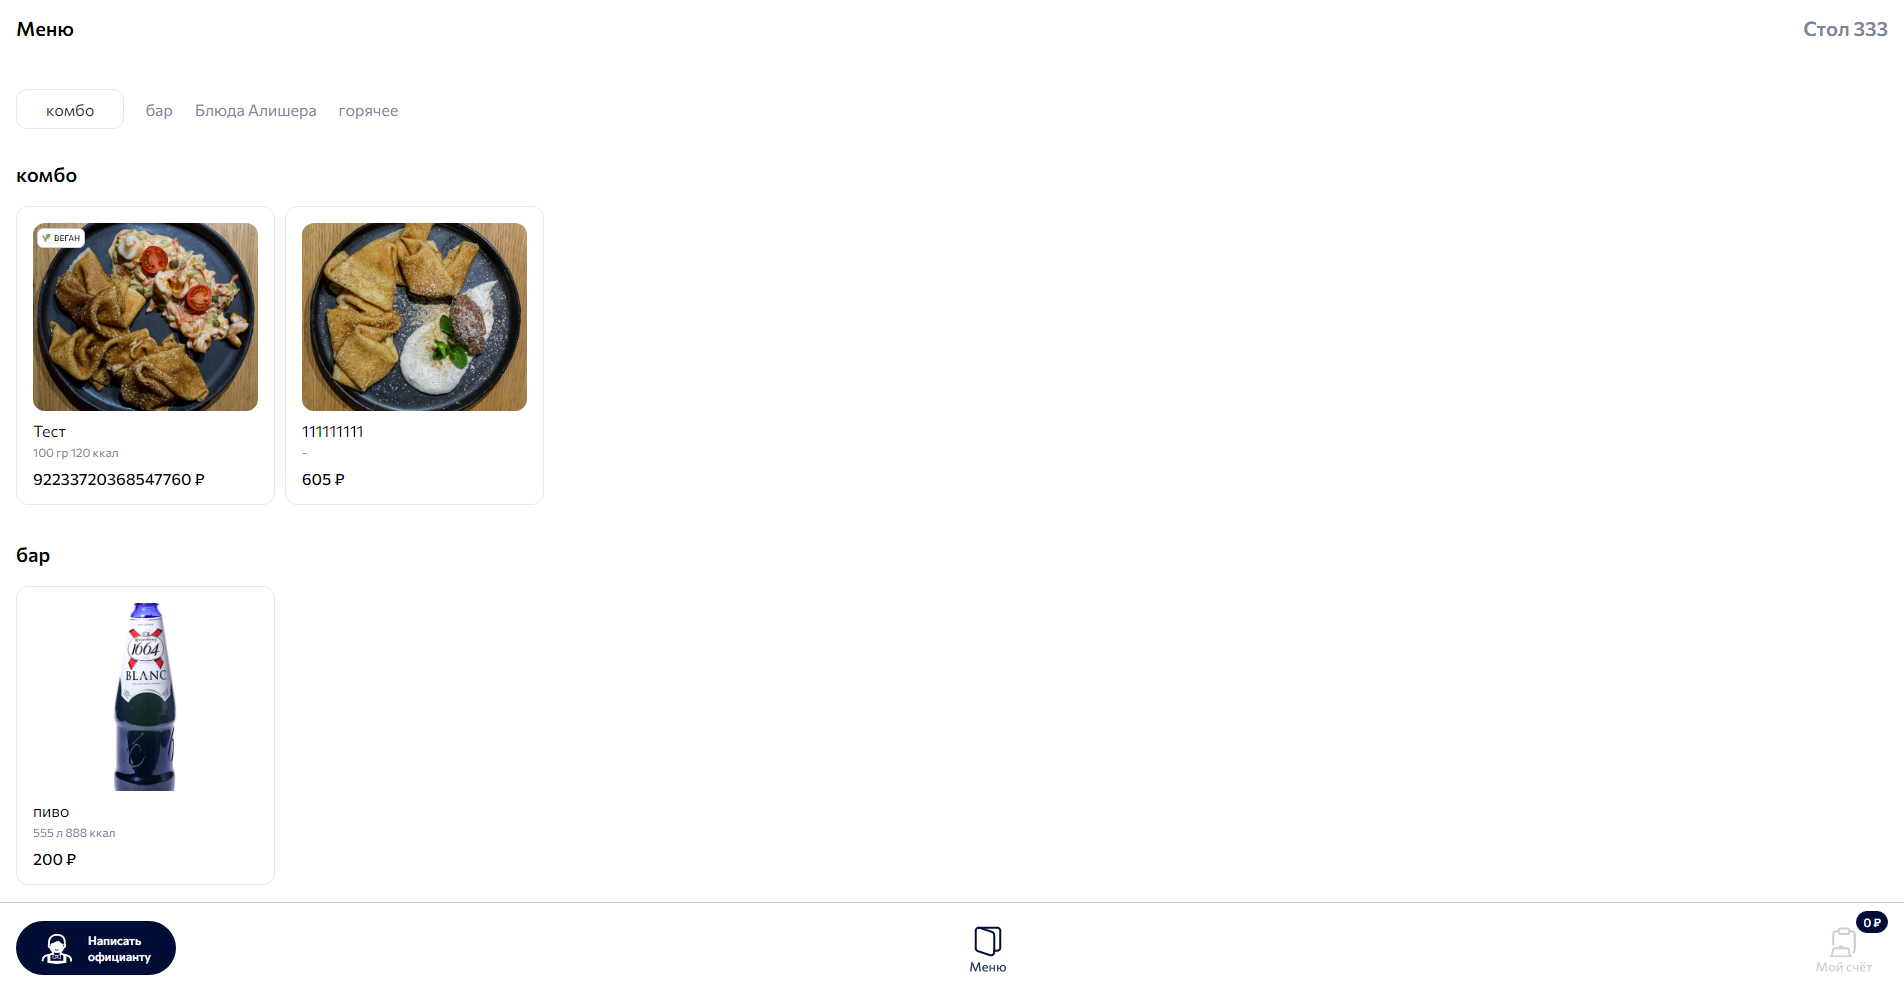 Меню
Стол 333
комбо
бар
Блюда Алишера
горячее
комбо
ВЕГАН
Тест
100 гр 120 ккал
92233720368547760 ₽
111111111
-
605 ₽
бар
1664
BLANC
пиво
555 л 888 ккал
200 ₽
Написать
официанту
Меню
0 ₽
Мой счёт